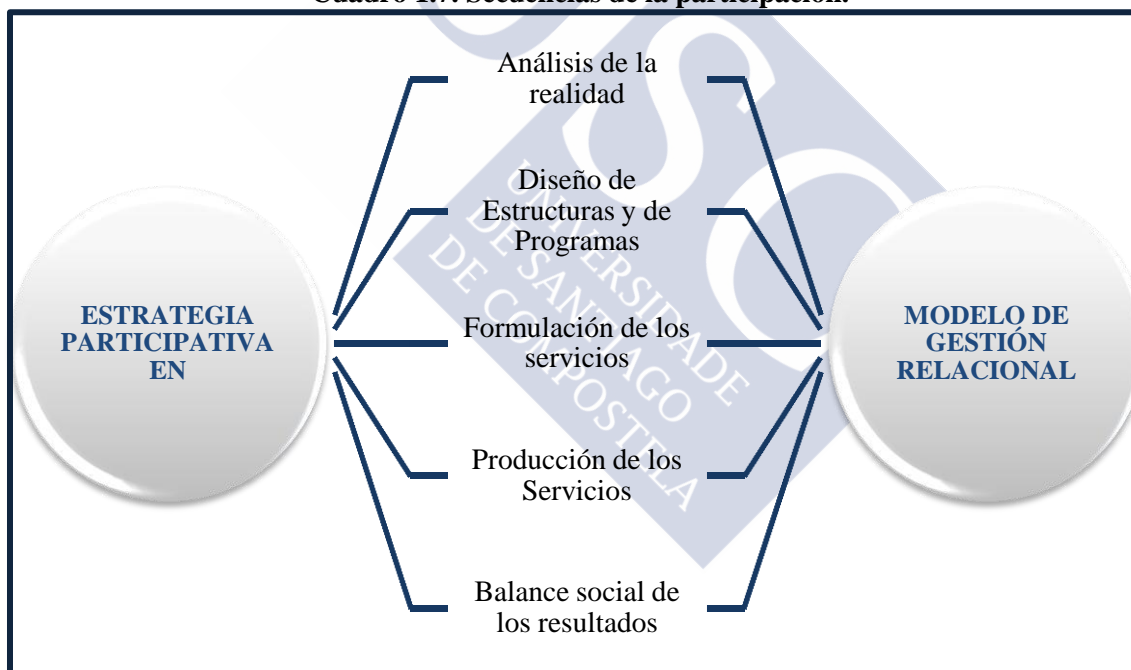 Cuadro 1.7. Secuencias de la participación.
Análisis de la
realidad
Diseño de
Estructuras y de
Programas
ESTRATEGIA
PARTICIPATIVA
EN
Formulación de los
servicios
MODELO DE
GESTIÓN
RELACIONAL
Producción de los
Servicios
Balance social de
los resultados
USC
UNIVERSIDADE
DE SANTIAGO
DE COMPOSTELA